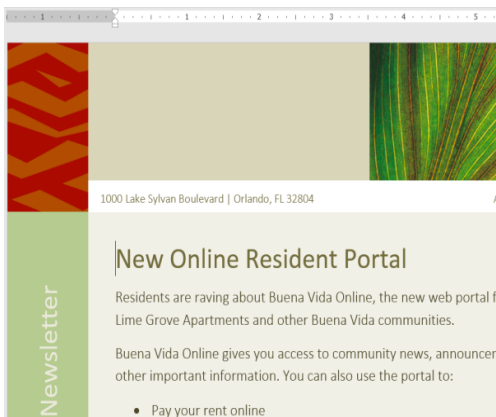 1 1 2 3 4 5
1000 Lake Sylvan Boulevard | Orlando, FL 32804
Newsletter
New Online Resident Portal
Residents are raving about Buena Vida Online, the new web portal f
Lime Grove Apartments and other Buena Vida communities.
Buena Vida Online gives you access to community news, announcer
other important information. You can also use the portal to:
• Pay your rent online